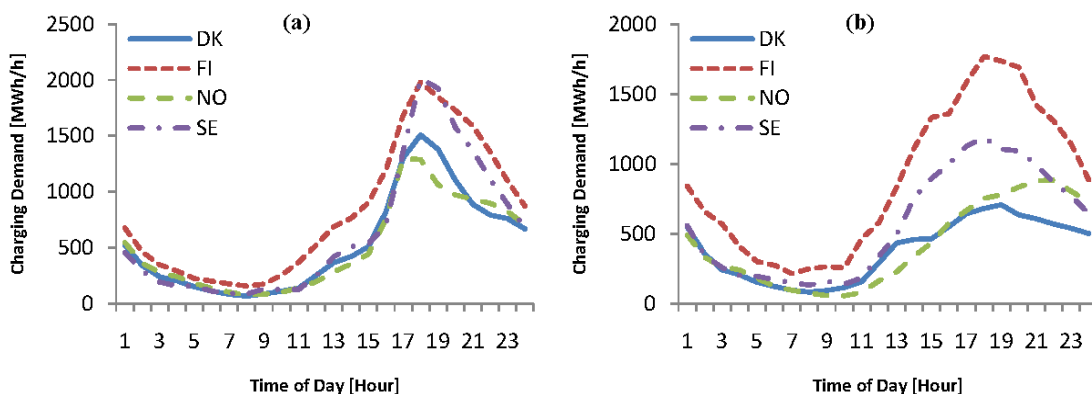 (a)
Charging Demand [MWh/h]
2500
2000
1500
1000
500
0
DK
FI
NO
SE
1 3 5 7 9 11 13 15 17 19 21 23
Time of Day [Hour]
(b)
Charging Demand [MWh/h]
2000
1500
1000
500
0
DK
FI
NO
SE
1 3 5 7 9 11 13 15 17 19 21 23
Time of Day [Hour]